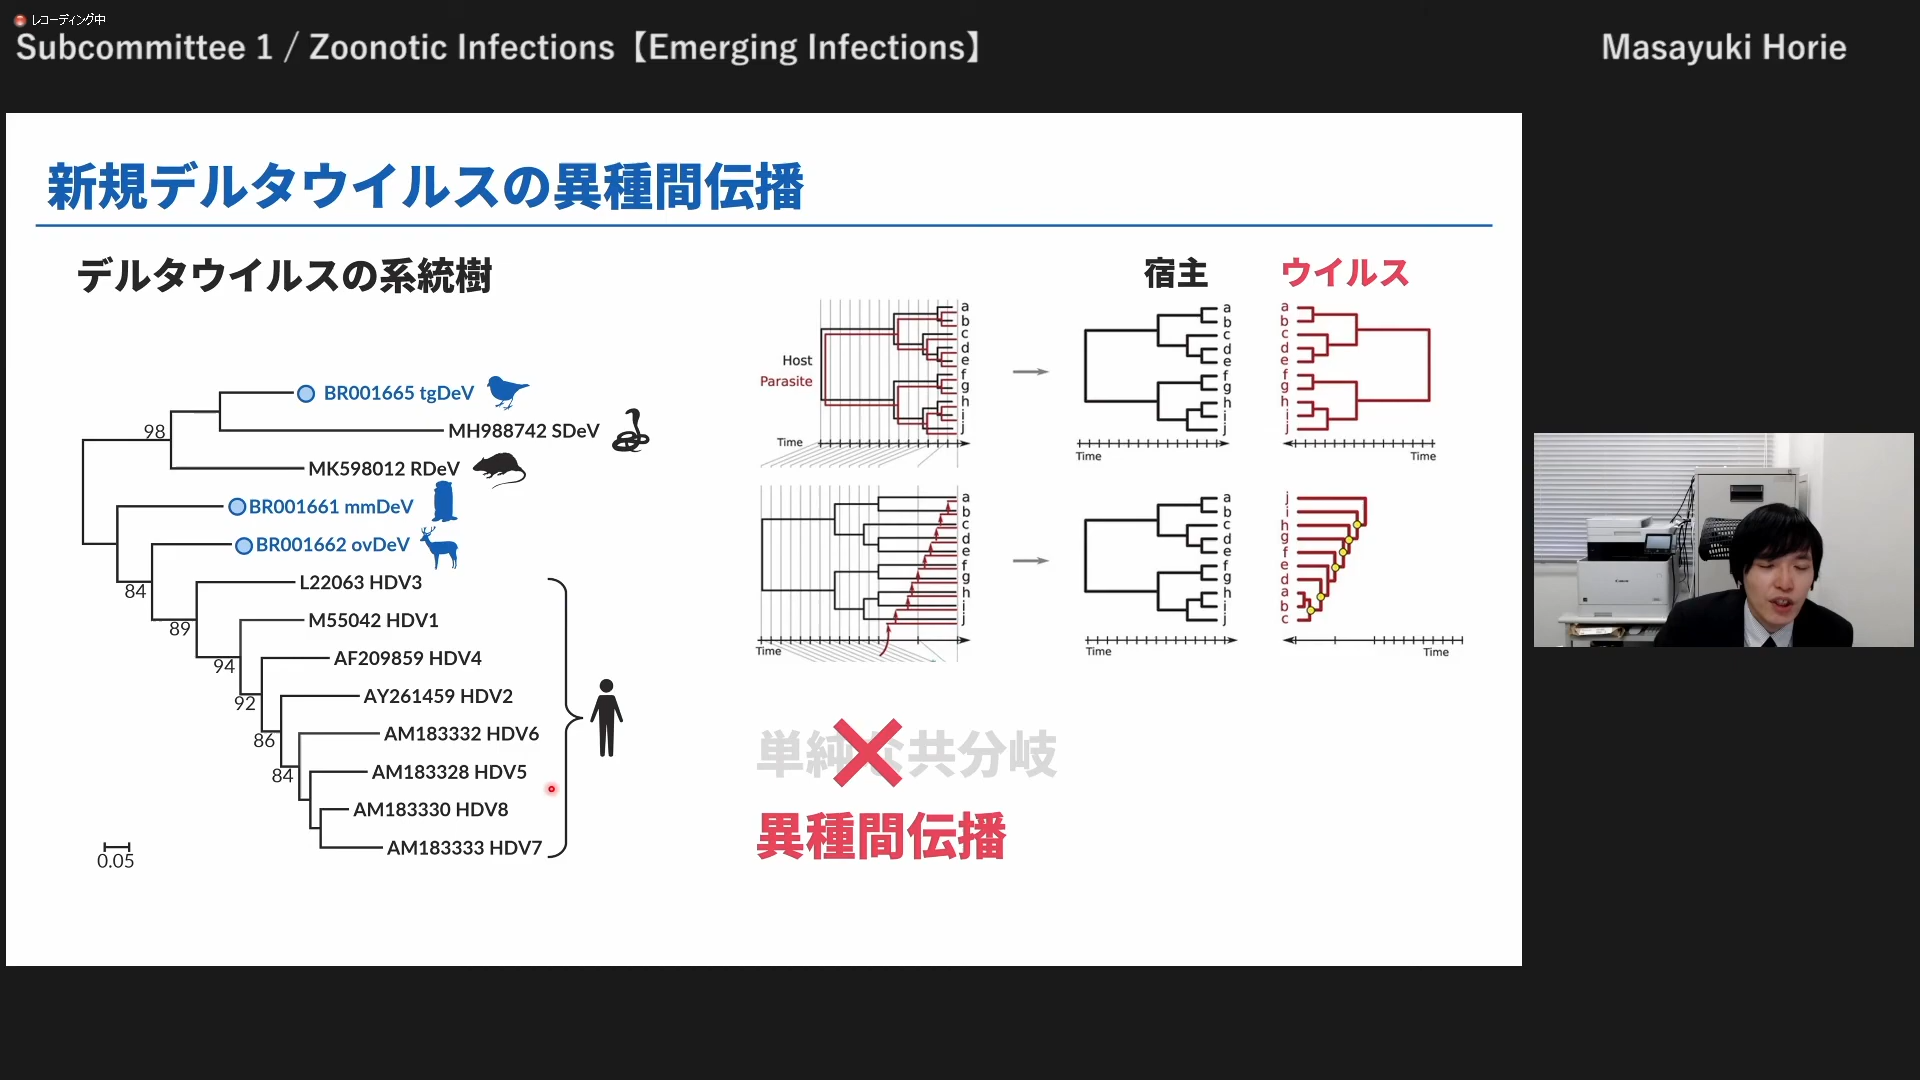 レコーディング中
Subcommittee 1 / Zoonotic Infections【Emerging Infections】
Masayuki Horie
新規デルタウイルスの異種間伝播
デルタウイルスの系統樹
BR001665 tgDeV
MH988742 SDeV
98
MK598012 RDeV
BR001661 mmDeV
BR001662 ovDeV
L22063 HDV3
84
M55042 HDV1
89
AF209859 HDV4
94
AY261459 HDV2
92
AM183332 HDV6
86
AM183328 HDV5
84
AM183330 HDV8
AM183333 HDV7
0.05
宿主
ウイルス
Host
Parasite
a
b
c
d
e
f
g
h
i
j
Time
a
b
c
d
e
f
g
h
i
j
Time
a
b
c
d
e
f
g
h
i
j
Time
a
b
c
d
e
f
g
h
i
j
Time
a
b
c
d
e
f
g
h
i
j
Time
j
i
h
g
f
e
d
a
b
c
Time
単純な共分岐
異種間伝播